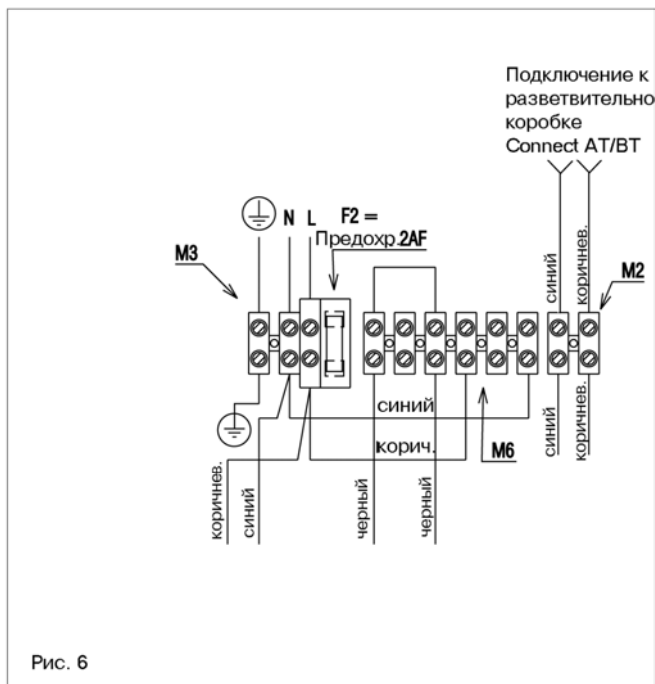 Подключение к
разветвительно
коробке
Connect AT/BT
N L F2 =
Предохр.2AF
M3
синий
коричнев.
M2
синий
корич.
M6
синий
коричнев.
коричнев.
синий
черный
черный
Рис. 6